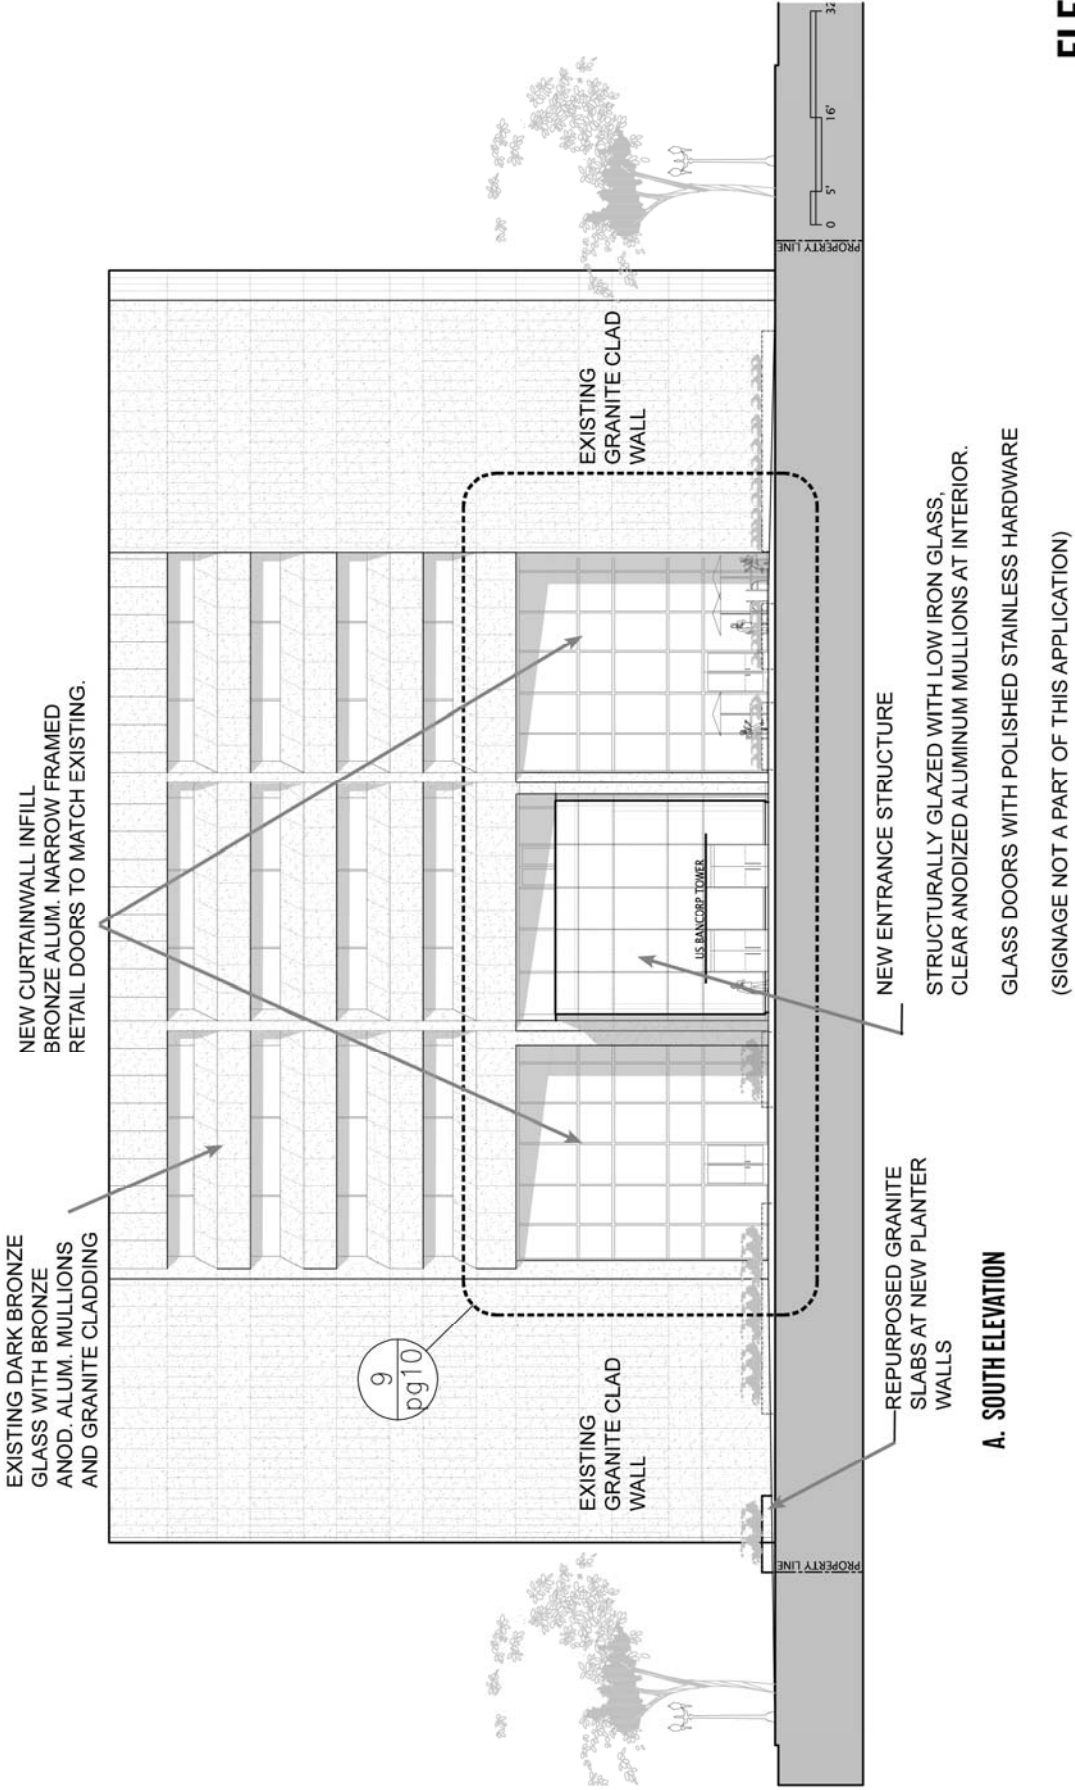 EXISTING DARK BRONZE
GLASS WITH BRONZE
ANOD. ALUM. MULLIONS
AND GRANITE CLADDING
NEW CURTAINWALL INFILL
BRONZE ALUM. NARROW FRAMED
RETAIL DOORS TO MATCH EXISTING.
9
pg10
EXISTING
GRANITE CLAD
WALL
EXISTING
GRANITE CLAD
WALL
US BANCORP TOWER
PROPERTY LINE
PROPERTY LINE
0 5' 16' 32
REPURPOSED GRANITE
SLABS AT NEW PLANTER
WALLS
NEW ENTRANCE STRUCTURE
STRUCTURALLY GLAZED WITH LOW IRON GLASS,
CLEAR ANODIZED ALUMINUM MULLIONS AT INTERIOR.
GLASS DOORS WITH POLISHED STAINLESS HARDWARE
(SIGNAGE NOT A PART OF THIS APPLICATION)
A. SOUTH ELEVATION